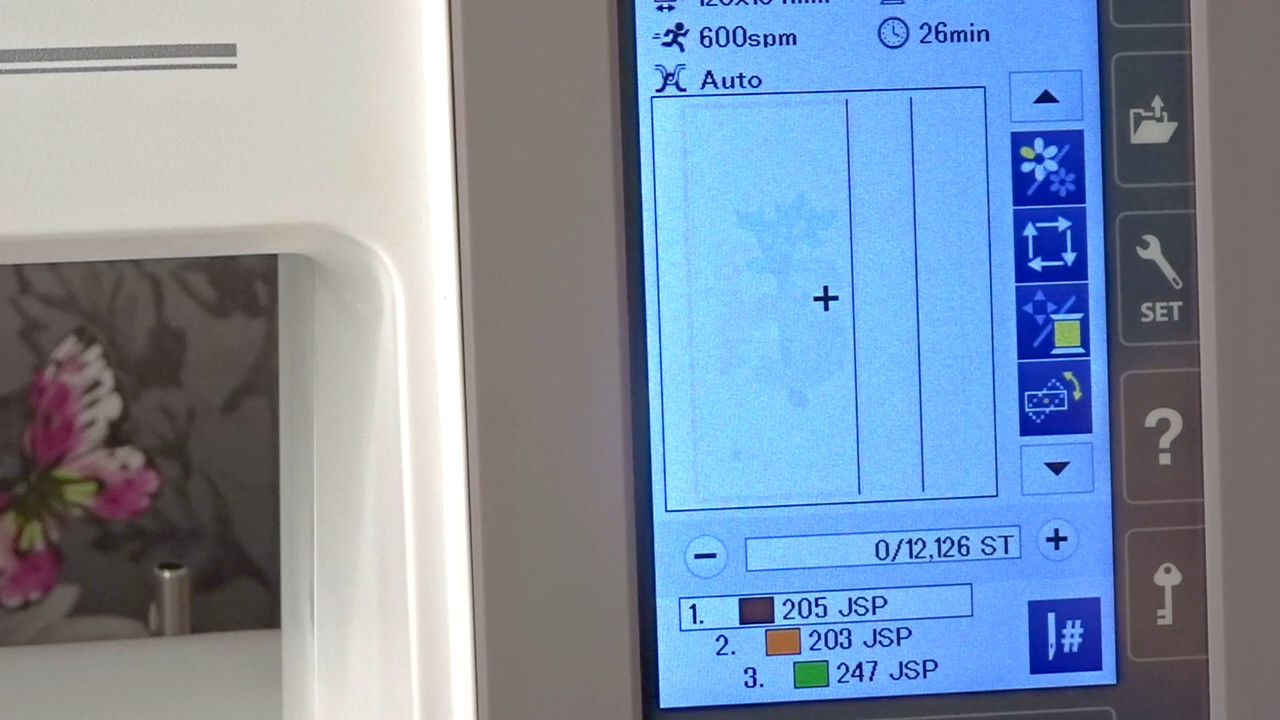 600spm
26min
Auto
SET
?
0/12,126 ST
1. 205 JSP
2. 203 JSP
3. 247 JSP
#